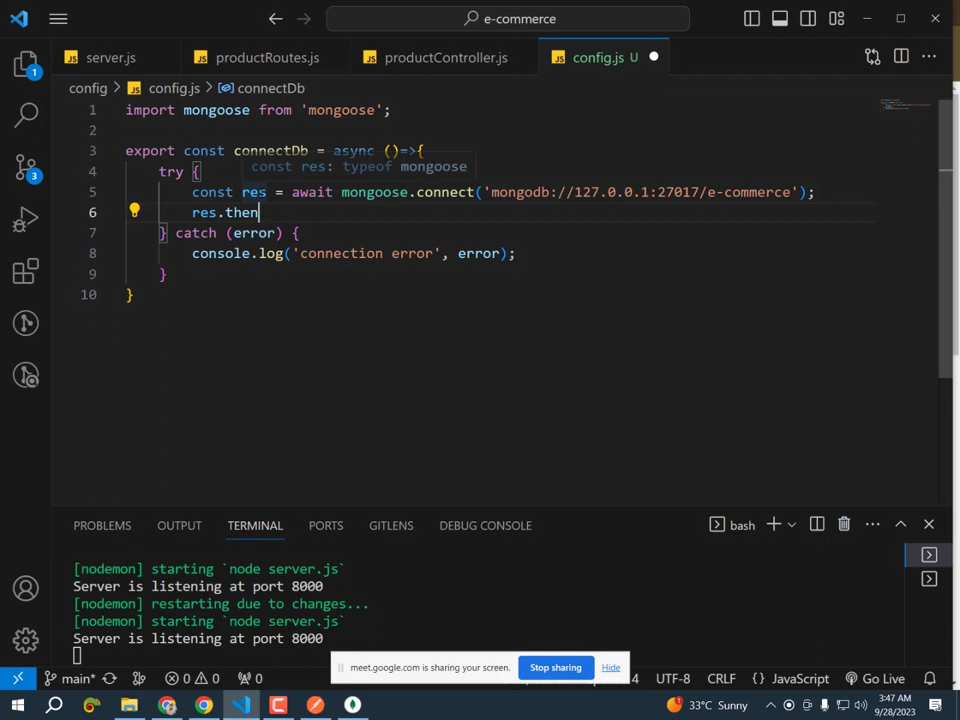 e-commerce
server.js
productRoutes.js
productController.js
config.js U
config > config.js > connectDb
1 import mongoose from 'mongoose';
2
3 export const connectDb = async ()=>{
const res: typeof mongoose
4 try {
5 const res = await mongoose.connect('mongodb://127.0.0.1:27017/e-commerce');
6 res.then
7 } catch (error) {
8 console.log('connection error', error);
9 }
10 }
1
3
PROBLEMS OUTPUT TERMINAL PORTS GITLENS DEBUG CONSOLE
bash
[nodemon] starting `node server.js`
Server is listening at port 8000
[nodemon] restarting due to changes...
[nodemon] starting `node server.js`
Server is listening at port 8000
meet.google.com is sharing your screen. Stop sharing Hide
main* 0 0 0 4 UTF-8 CRLF JavaScript Go Live
33°C Sunny
3:47 AM
9/28/2023